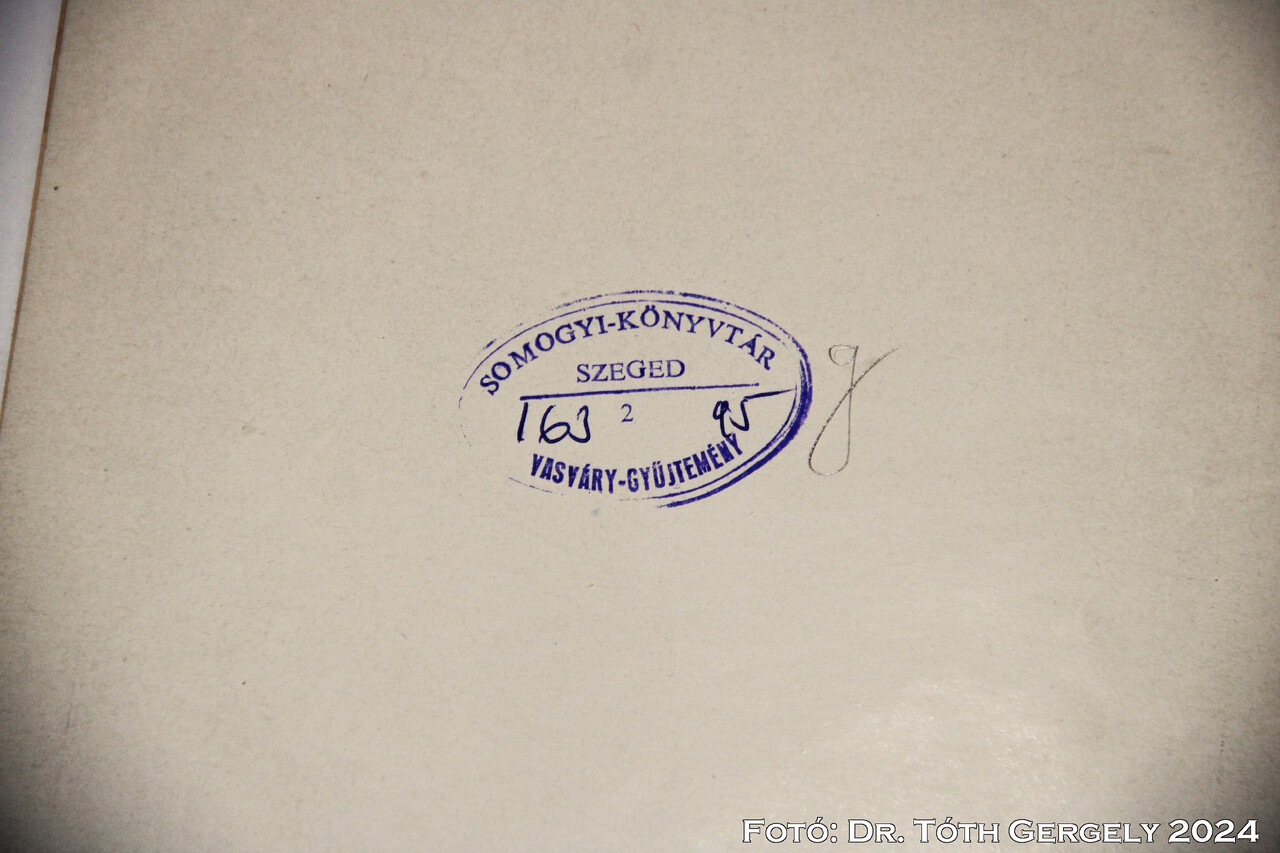 SOMOGYI-KÖNYVTÁR
SZEGED
163 2 95
VASVÁRY-GYŰJTEMÉNY
g
Fotó: Dr. Tóth Gergely 2024